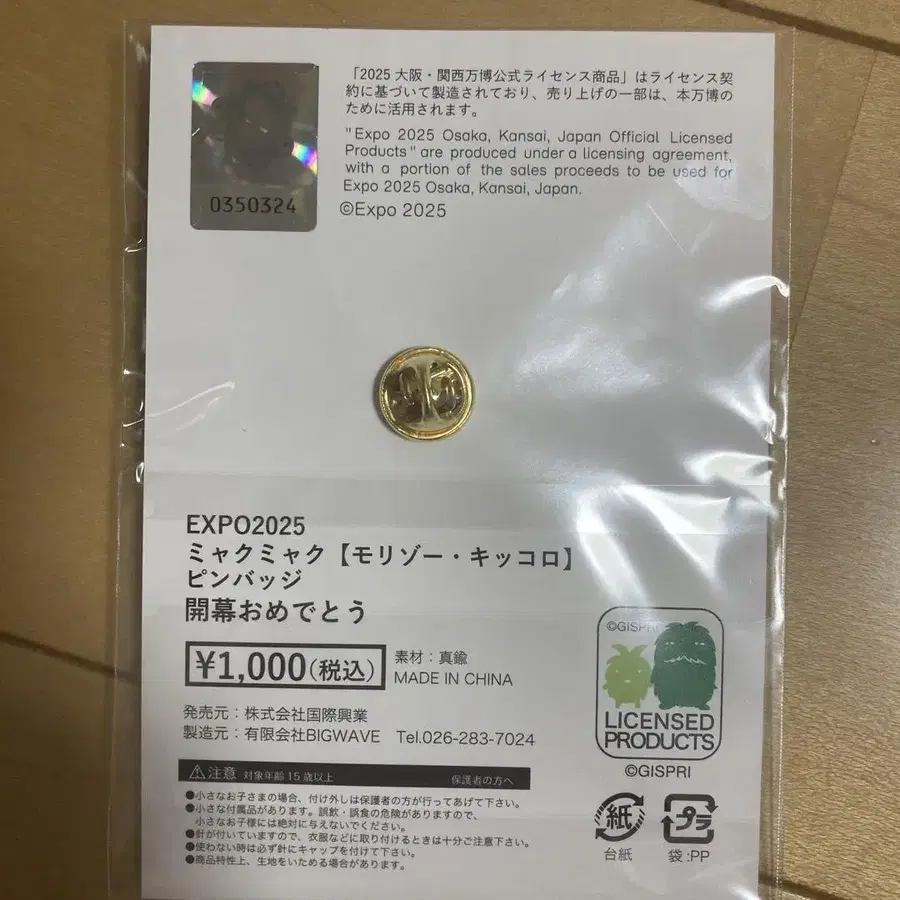 「2025 大阪・関西万博公式ライセンス商品」はライセンス契
約に基づいて製造されており、売り上げの一部は、本万博の
ために活用されます。
"Expo 2025 Osaka, Kansai, Japan Official Licensed
Products" are produced under a licensing agreement,
with a portion of the sales proceeds to be used for
Expo 2025 Osaka, Kansai, Japan.
©Expo 2025
0350324
EXPO2025
ミャクミャク【モリゾー・キッコロ】
ピンバッジ
開幕おめでとう
¥1,000(税込)
素材：真鍮
MADE IN CHINA
発売元：株式会社国際興業
製造元：有限会社BIGWAVE Tel.026-283-7024
©GISPRI
LICENSED
PRODUCTS
©GISPRI
⚠注意 対象年齢15歳以上 保護者の方へ
●小さなお子さまの場合、付け外しは保護者の方が行ってあげて下さい。
●小さな付属品があります。誤飲・誤食の危険がありますので、
小さなお子様には絶対に与えないでください。
●針が付いていますので、衣服などに取り付けるときは十分ご注意下さい。
●使わない時は必ず針にキャップを付けて下さい。
●商品特性上、生地をいためる場合があります。
紙
台紙
プラ
袋:PP